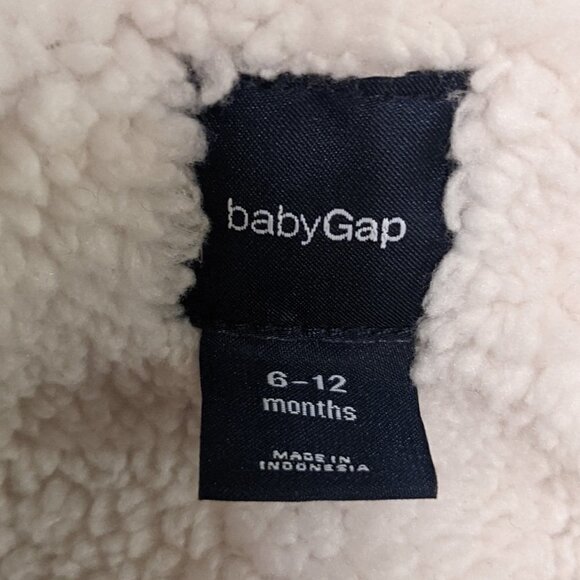 babyGap
6-12
months
MADE IN
INDONESIA